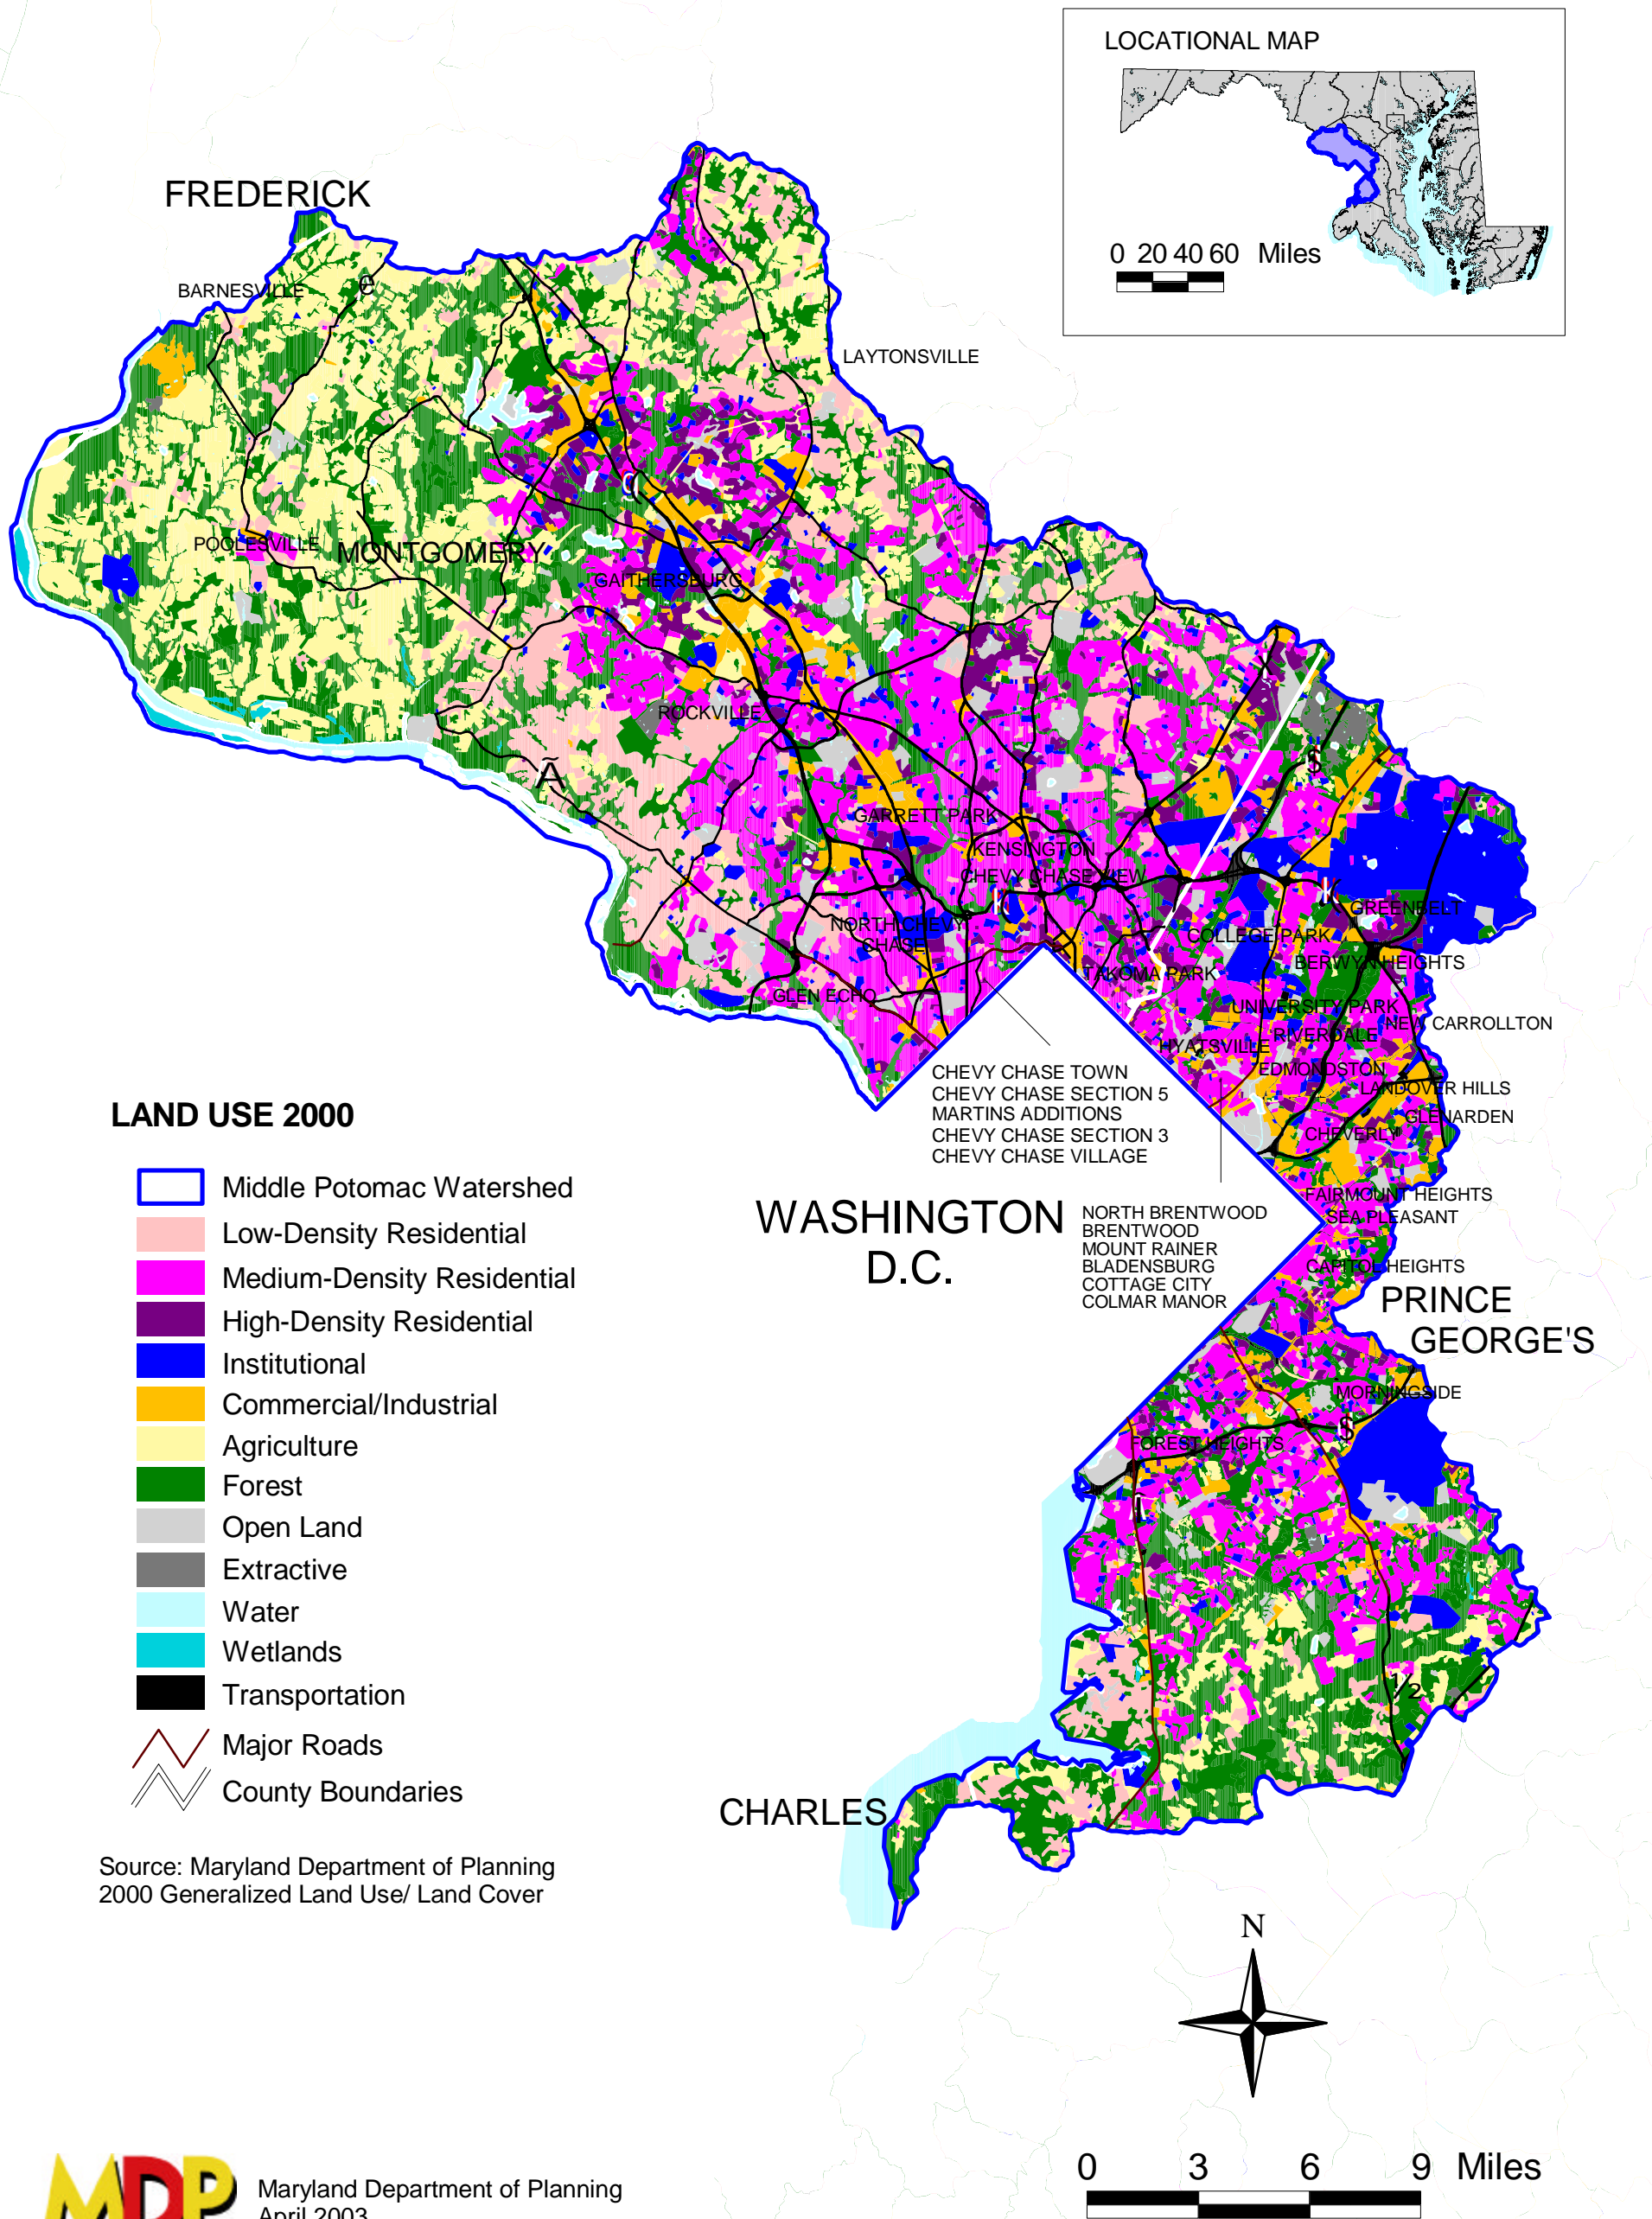 LOCATIONAL MAP
0 20 40 60 Miles
FREDERICK
BARNESVILLE
LAYTONSVILLE
POOLESVILLE
MONTGOMERY
GAITHERSBURG
ROCKVILLE
GARRETT PARK
KENSINGTON
CHEVY CHASE VIEW
NORTH CHEVY
CHASE
GREENBELT
COLLEGE PARK
BERWYN HEIGHTS
TAKOMA PARK
GLEN ECHO
UNIVERSITY PARK
NEW CARROLLTON
RIVERDALE
HYATSVILLE
EDMONDSTON
LANDOVER HILLS
GLENARDEN
CHEVERLY
CHEVY CHASE TOWN
CHEVY CHASE SECTION 5
MARTINS ADDITIONS
CHEVY CHASE SECTION 3
CHEVY CHASE VILLAGE
WASHINGTON
D.C.
NORTH BRENTWOOD
BRENTWOOD
MOUNT RAINER
BLADENSBURG
COTTAGE CITY
COLMAR MANOR
FAIRMOUNT HEIGHTS
SEA PLEASANT
CAPITOL HEIGHTS
PRINCE
GEORGE'S
MORNINGSIDE
FOREST HEIGHTS
CHARLES
LAND USE 2000
Middle Potomac Watershed
Low-Density Residential
Medium-Density Residential
High-Density Residential
Institutional
Commercial/Industrial
Agriculture
Forest
Open Land
Extractive
Water
Wetlands
Transportation
Major Roads
County Boundaries
Source: Maryland Department of Planning
2000 Generalized Land Use/ Land Cover
N
0 3 6 9 Miles
MDP
Maryland Department of Planning
April 2003